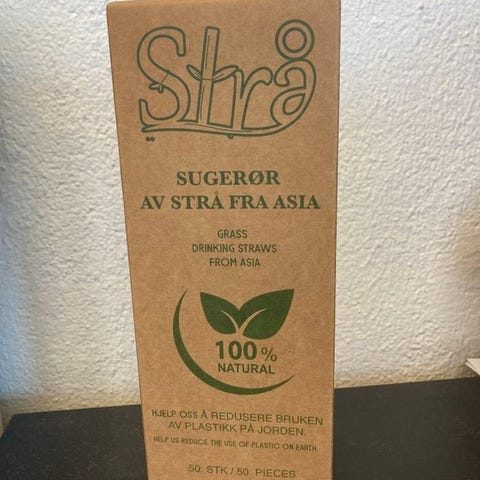 Strå
SUGERØR
AV STRÅ FRA ASIA
GRASS
DRINKING STRAWS
FROM ASIA
100%
NATURAL
HJELP OSS Å REDUSERE BRUKEN
AV PLASTIKK PÅ JORDEN.
HELP US REDUCE THE USE OF PLASTIC ON EARTH.
50. STK / 50. PIECES